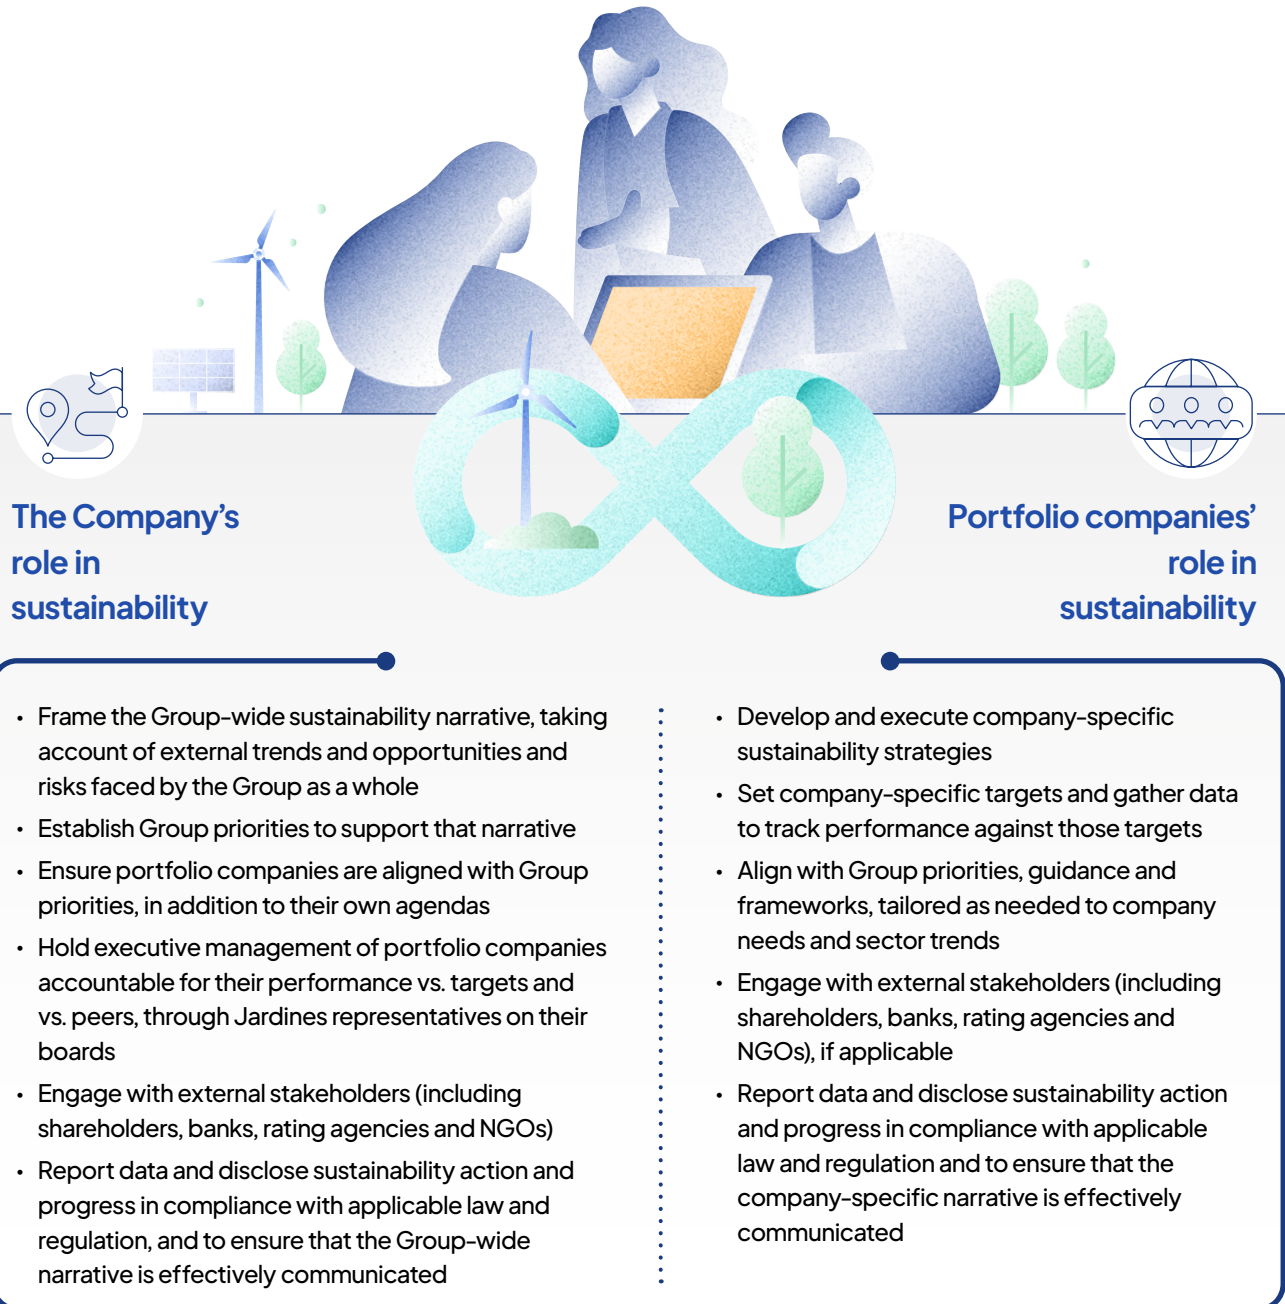 The Company’s
role in
sustainability
• Frame the Group-wide sustainability narrative, taking
account of external trends and opportunities and
risks faced by the Group as a whole
• Establish Group priorities to support that narrative
• Ensure portfolio companies are aligned with Group
priorities, in addition to their own agendas
• Hold executive management of portfolio companies
accountable for their performance vs. targets and
vs. peers, through Jardines representatives on their
boards
• Engage with external stakeholders (including
shareholders, banks, rating agencies and NGOs)
• Report data and disclose sustainability action and
progress in compliance with applicable law and
regulation, and to ensure that the Group-wide
narrative is effectively communicated
Portfolio companies’
role in
sustainability
• Develop and execute company-specific
sustainability strategies
• Set company-specific targets and gather data
to track performance against those targets
• Align with Group priorities, guidance and
frameworks, tailored as needed to company
needs and sector trends
• Engage with external stakeholders (including
shareholders, banks, rating agencies and
NGOs), if applicable
• Report data and disclose sustainability action
and progress in compliance with applicable
law and regulation and to ensure that the
company-specific narrative is effectively
communicated